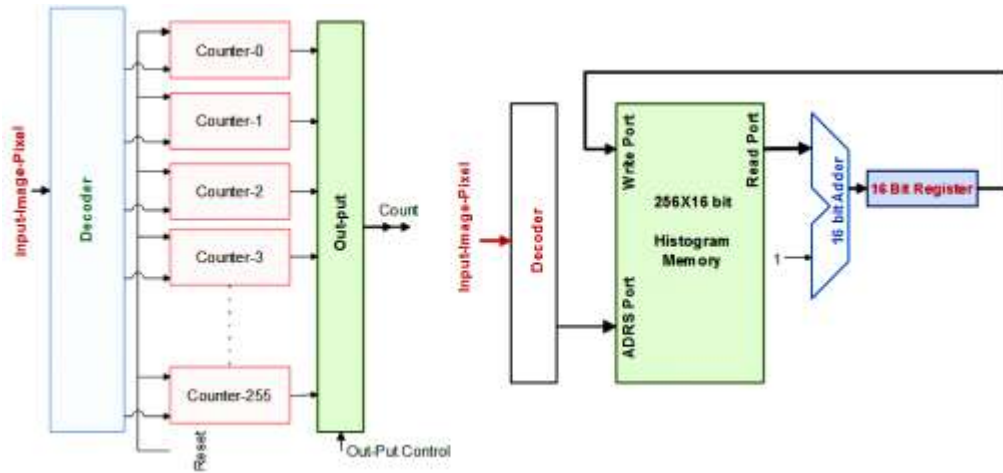 Input-Image-Pixel
Decoder
Counter-0
Counter-1
Counter-2
Counter-3
Counter-255
Reset
Out-put
Count
Out-Put Control
Input-Image-Pixel
Decoder
Write Port
ADRS Port
Read Port
256X16 bit
Histogram
Memory
1
16 bit Adder
16 Bit Register